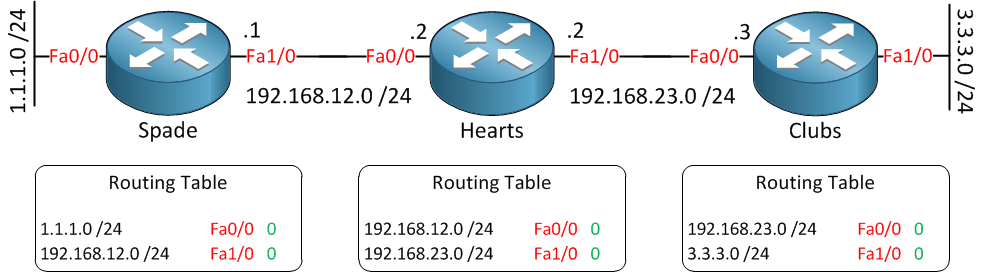 1.1.1.0 /24
Fa0/0
.1
Fa1/0
192.168.12.0 /24
.2
Fa0/0
.2
Fa1/0
192.168.23.0 /24
.3
Fa0/0
Fa1/0
3.3.3.0 /24
Spade
Hearts
Clubs
Routing Table
1.1.1.0 /24 Fa0/0 0
192.168.12.0 /24 Fa1/0 0
Routing Table
192.168.12.0 /24 Fa0/0 0
192.168.23.0 /24 Fa1/0 0
Routing Table
192.168.23.0 /24 Fa0/0 0
3.3.3.0 /24 Fa1/0 0